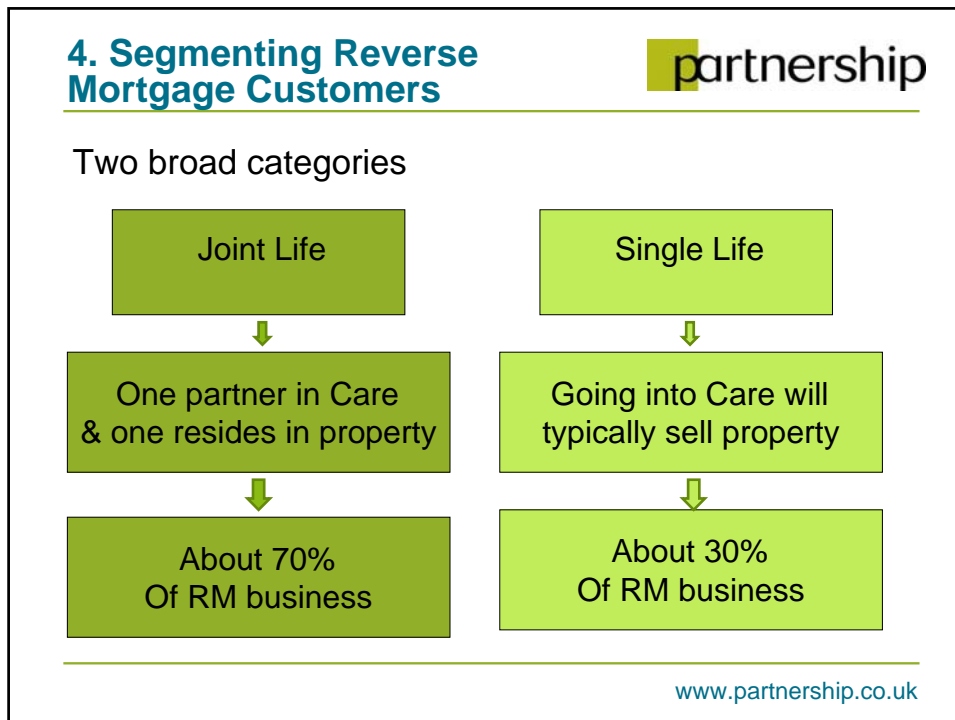 4. Segmenting Reverse
Mortgage Customers
partnership
Two broad categories
Joint Life
One partner in Care
& one resides in property
About 70%
Of RM business
Single Life
Going into Care will
typically sell property
About 30%
Of RM business
www.partnership.co.uk